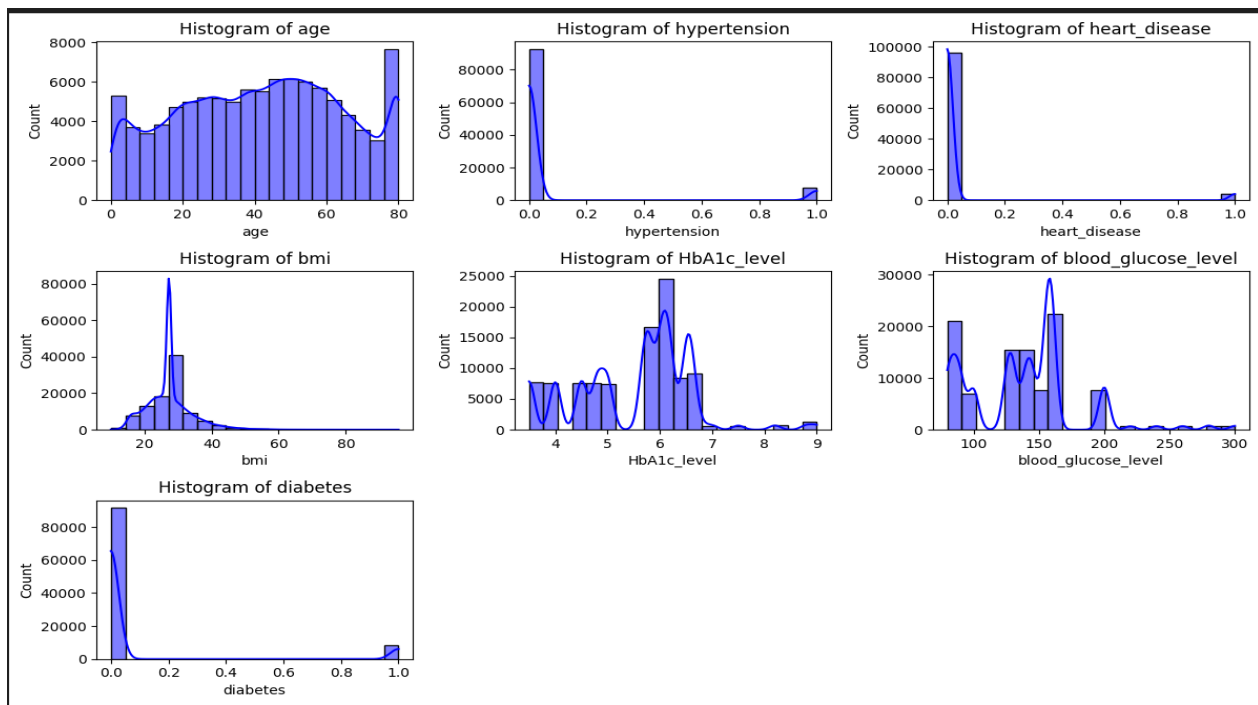 Histogram of age
Histogram of hypertension
Histogram of heart_disease
8000
6000
4000
2000
0
Count
0 20 40 60 80
age
80000
60000
40000
20000
0
Count
0.0 0.2 0.4 0.6 0.8 1.0
hypertension
100000
80000
60000
40000
20000
0
Count
0.0 0.2 0.4 0.6 0.8 1.0
heart_disease
Histogram of bmi
Histogram of HbA1c_level
Histogram of blood_glucose_level
80000
60000
40000
20000
0
Count
20 40 60 80
bmi
25000
20000
15000
10000
5000
0
Count
4 5 6 7 8 9
HbA1c_level
30000
20000
10000
0
Count
100 150 200 250 300
blood_glucose_level
Histogram of diabetes
80000
60000
40000
20000
0
Count
0.0 0.2 0.4 0.6 0.8 1.0
diabetes